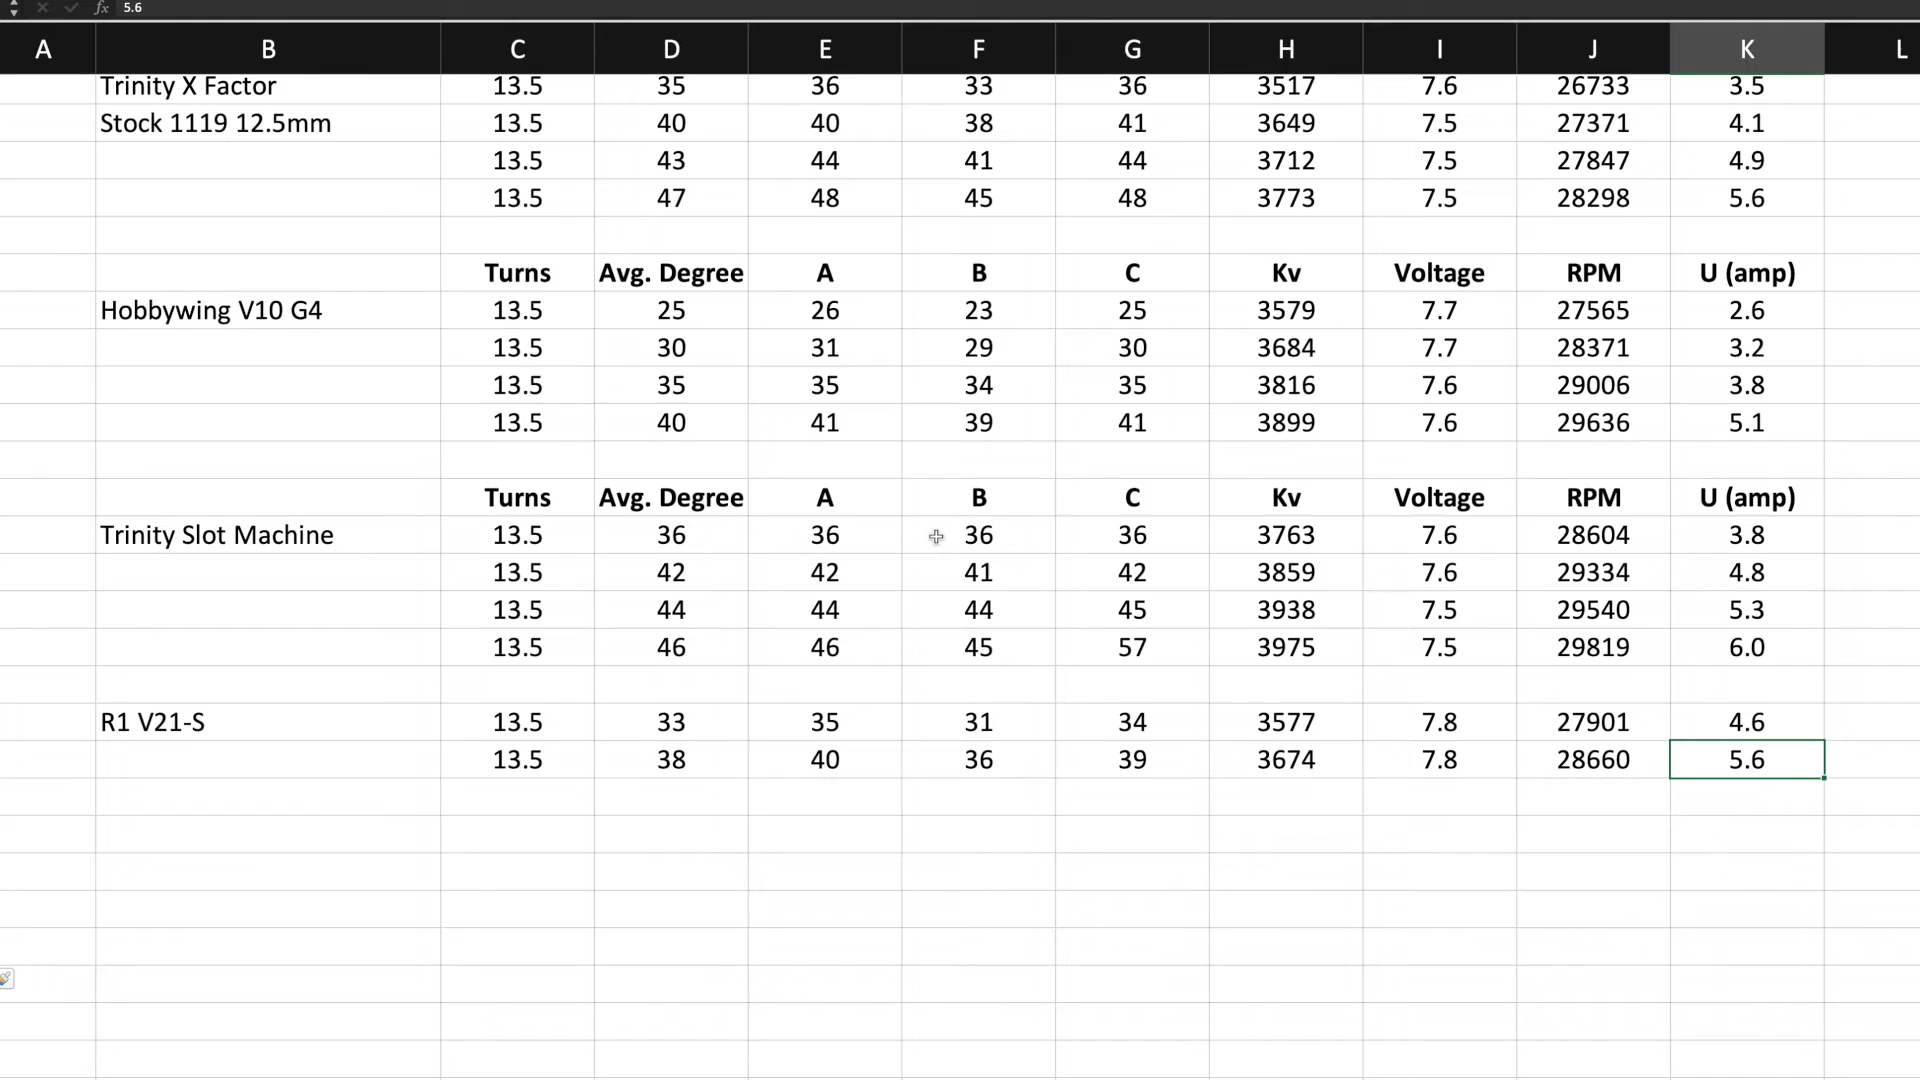 fx 5.6
A B C D E F G H I J K L
Trinity X Factor 13.5 35 36 33 36 3517 7.6 26733 3.5
Stock 1119 12.5mm 13.5 40 40 38 41 3649 7.5 27371 4.1
13.5 43 44 41 44 3712 7.5 27847 4.9
13.5 47 48 45 48 3773 7.5 28298 5.6
Turns Avg. Degree A B C Kv Voltage RPM U (amp)
Hobbywing V10 G4 13.5 25 26 23 25 3579 7.7 27565 2.6
13.5 30 31 29 30 3684 7.7 28371 3.2
13.5 35 35 34 35 3816 7.6 29006 3.8
13.5 40 41 39 41 3899 7.6 29636 5.1
Turns Avg. Degree A B C Kv Voltage RPM U (amp)
Trinity Slot Machine 13.5 36 36 36 36 3763 7.6 28604 3.8
13.5 42 42 41 42 3859 7.6 29334 4.8
13.5 44 44 44 45 3938 7.5 29540 5.3
13.5 46 46 45 57 3975 7.5 29819 6.0
R1 V21-S 13.5 33 35 31 34 3577 7.8 27901 4.6
13.5 38 40 36 39 3674 7.8 28660 5.6